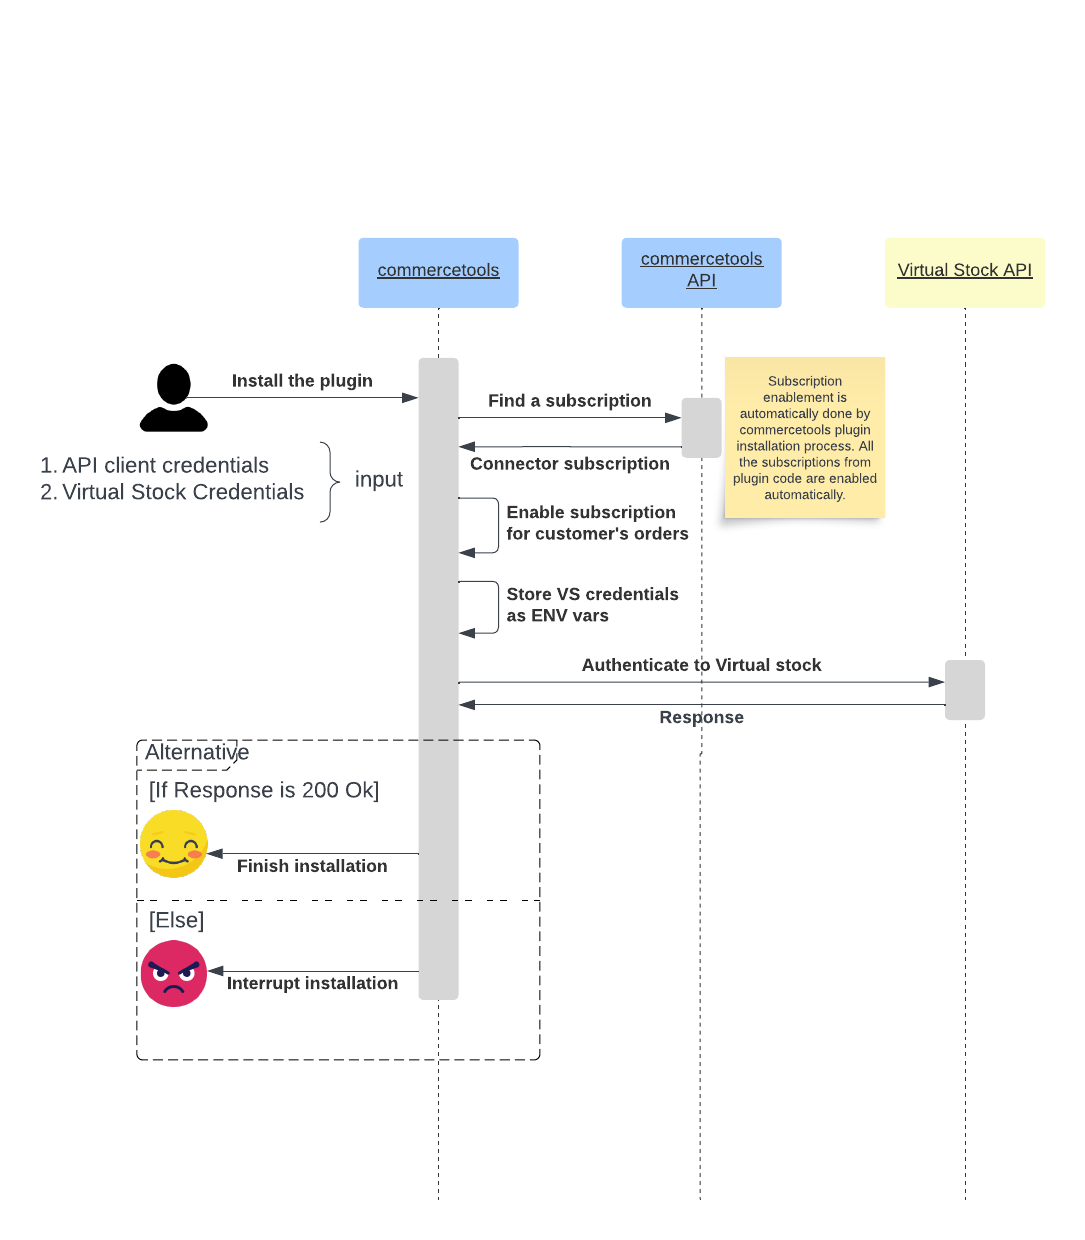 commercetools
commercetools
API
Virtual Stock API
Install the plugin
Find a subscription
Connector subscription
Subscription
enablement is
automatically done by
commercetools plugin
installation process. All
the subscriptions from
plugin code are enabled
automatically.
1. API client credentials
2. Virtual Stock Credentials
input
Enable subscription
for customer's orders
Store VS credentials
as ENV vars
Authenticate to Virtual stock
Response
Alternative
[If Response is 200 Ok]
Finish installation
[Else]
Interrupt installation